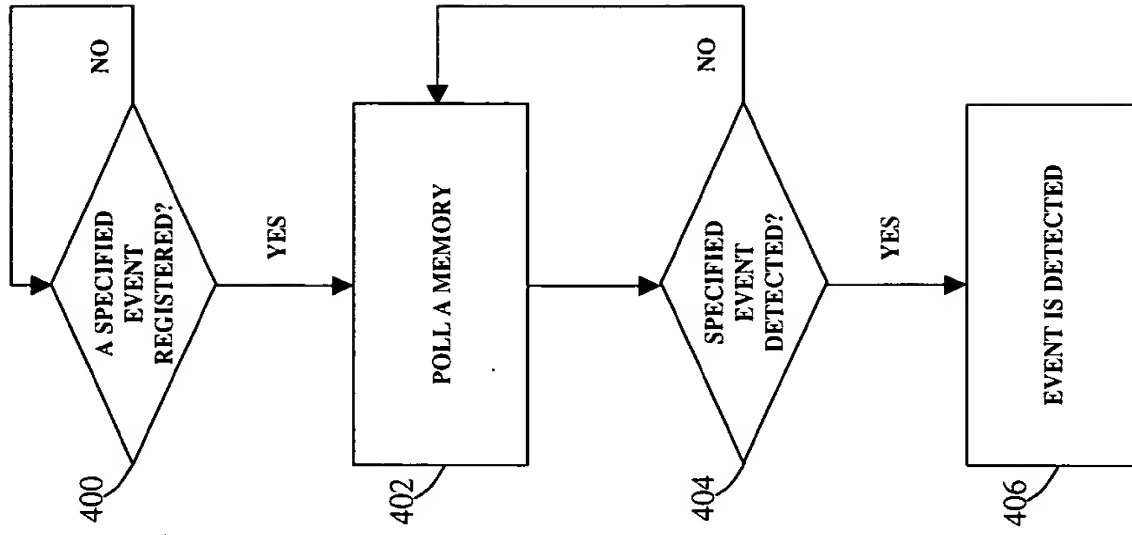 A SPECIFIED
EVENT
REGISTERED?
NO
400
YES
POLL A MEMORY
402
SPECIFIED
EVENT
DETECTED?
NO
404
YES
EVENT IS DETECTED
406